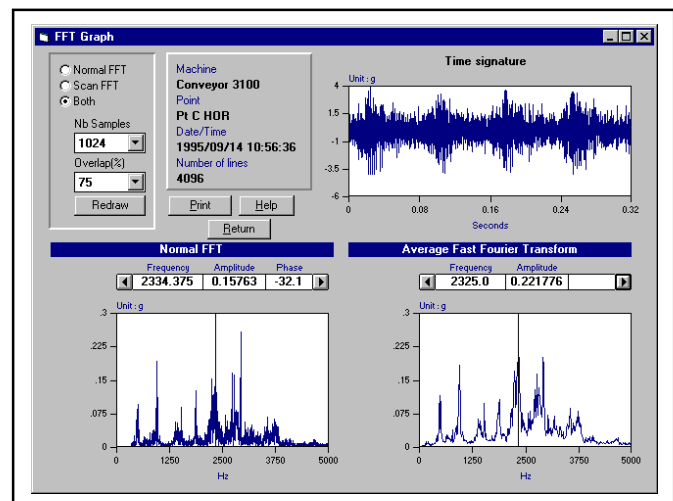 FFT Graph
Normal FFT
Scan FFT
Both
Nb Samples
1024
Overlap(%)
75
Redraw
Machine
Conveyor 3100
Point
Pt C HOR
Date/Time
1995/09/14 10:56:36
Number of lines
4096
Print
Help
Return
Time signature
Unit : g
4
1.5
-1
-3.5
-6
0
0.08
0.16
0.24
0.32
Seconds
Normal FFT
Frequency Amplitude Phase
2334.375 0.15763 -32.1
Unit : g
.3
.225
.15
.075
0
0 1250 2500 3750 5000
Hz
Average Fast Fourier Transform
Frequency Amplitude
2325.0 0.221776
Unit : g
.3
.225
.15
.075
0
0 1250 2500 3750 5000
Hz